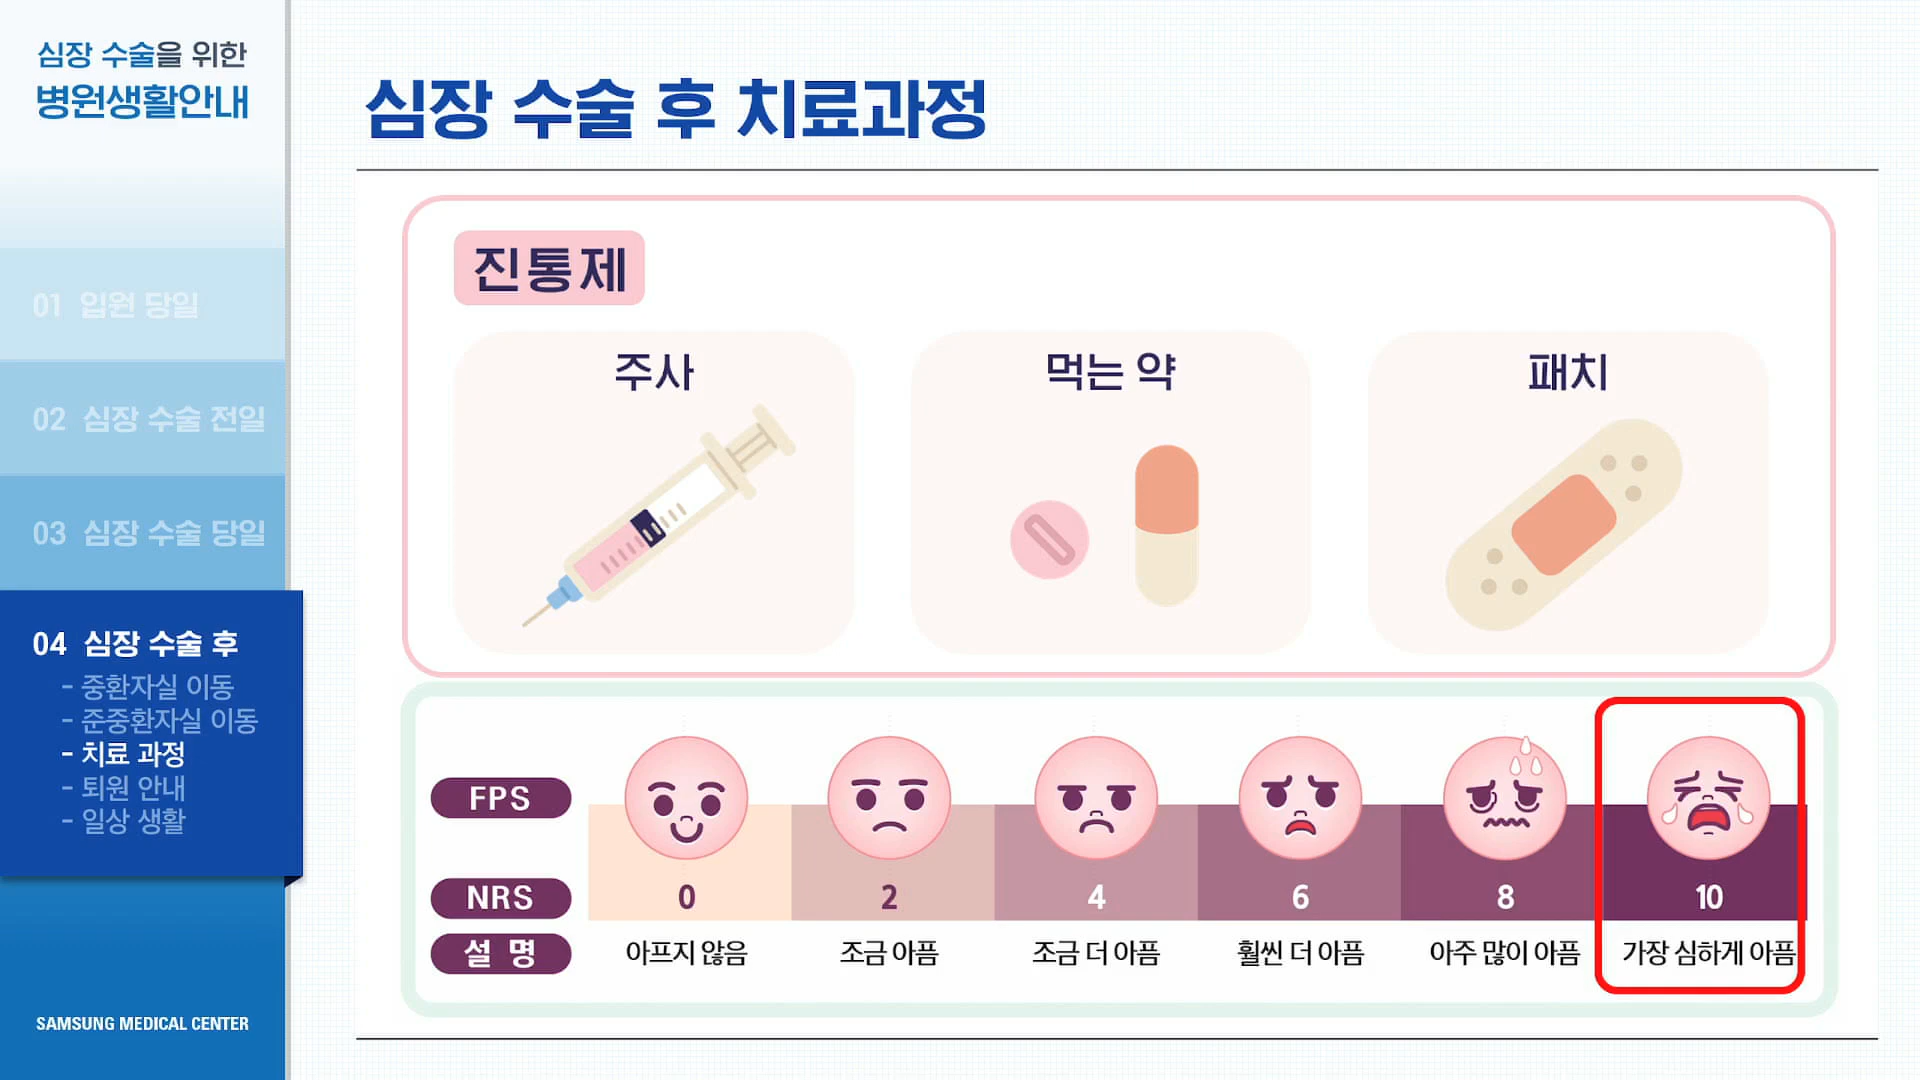 심장 수술을 위한
병원생활안내
01 입원 당일
02 심장 수술 전일
03 심장 수술 당일
04 심장 수술 후
- 중환자실 이동
- 준중환자실 이동
- 치료 과정
- 퇴원 안내
- 일상 생활
SAMSUNG MEDICAL CENTER
심장 수술 후 치료과정
진통제
주사
먹는 약
패치
FPS
NRS 0 2 4 6 8 10
설 명 아프지 않음 조금 아픔 조금 더 아픔 훨씬 더 아픔 아주 많이 아픔 가장 심하게 아픔